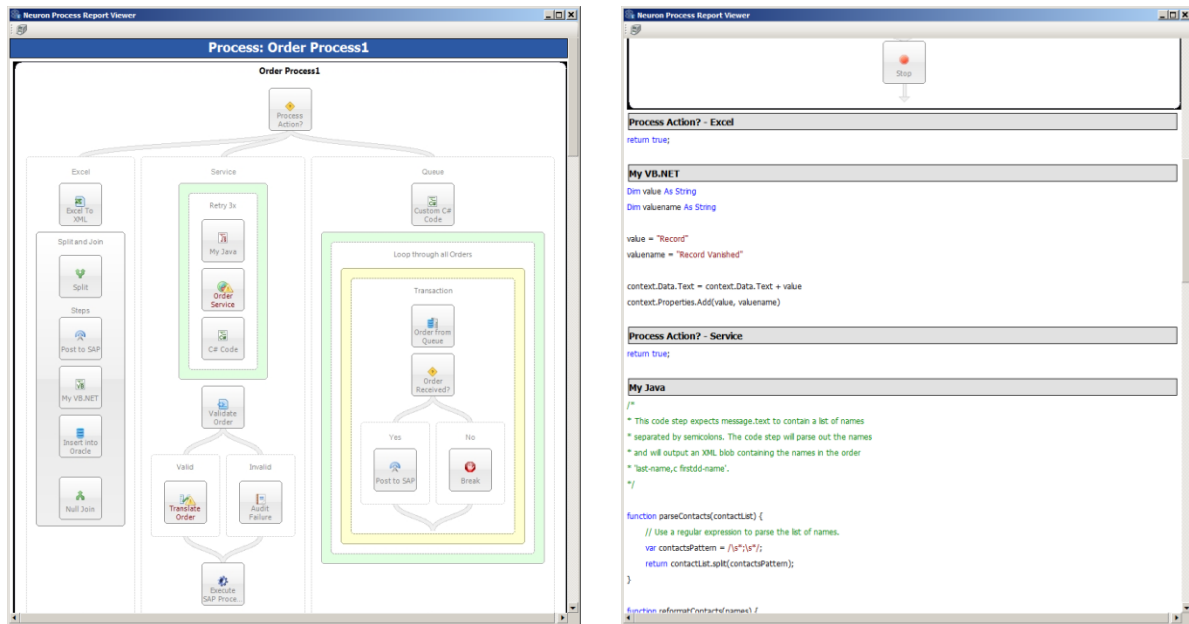 Neuron Process Report Viewer
Process: Order Process1
Order Process1
Process
Action?
Excel
Excel To
XML
Split and Join
Split
Steps
Post to SAP
My VB.NET
Insert into
Oracle
Null Join
Service
Retry 3x
My Java
Order
Service
C# Code
Validate
Order
Valid
Translate
Order
Invalid
Audit
Failure
Execute
SAP Proce...
Queue
Custom C#
Code
Loop through all Orders
Transaction
Order from
Queue
Order
Received?
Yes
Post to SAP
No
Break
Neuron Process Report Viewer
Stop
Process Action? - Excel
return true;
My VB.NET
Dim value As String
Dim valuename As String
value = "Record"
valuename = "Record Vanished"
context.Data.Text = context.Data.Text + value
context.Properties.Add(value, valuename)
Process Action? - Service
return true;
My Java
/*
* This code step expects message.text to contain a list of names
* separated by semicolons. The code step will parse out the names
* and will output an XML blob containing the names in the order
* 'last-name,c firstdd-name'.
*/
function parseContacts(contactList) {
// Use a regular expression to parse the list of names.
var contactsPattern = /\s*;\s*/;
return contactList.split(contactsPattern);
}
function reformatContacts(names) {